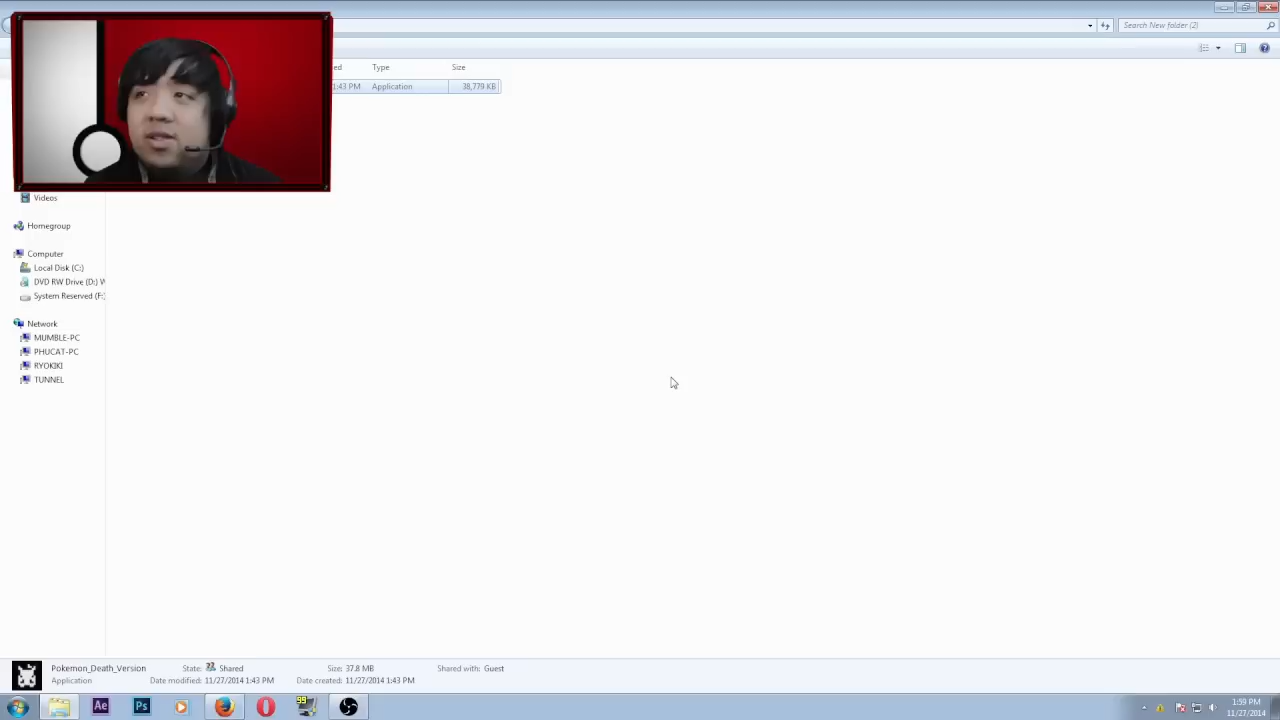 Search New folder (2)
ed Type Size
1:43 PM Application 38,779 KB
Videos
Homegroup
Computer
Local Disk (C:)
DVD RW Drive (D:) W
System Reserved (F:
Network
MUMBLE-PC
PHUCAT-PC
RYOKIKI
TUNNEL
Pokemon_Death_Version State: Shared Size: 37.8 MB Shared with: Guest
Application Date modified: 11/27/2014 1:43 PM Date created: 11/27/2014 1:43 PM
Ae Ps 99
1:59 PM
11/27/2014